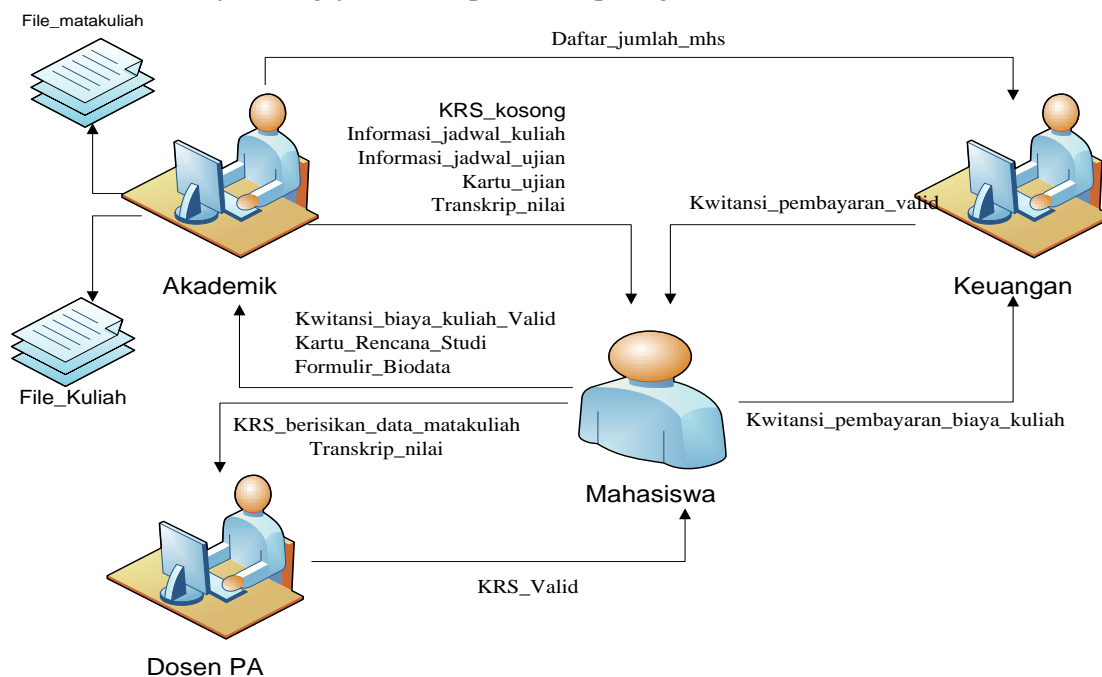 File_matakuliah
Daftar_jumlah_mhs
KRS_kosong
Informasi_jadwal_kuliah
Informasi_jadwal_ujian
Kartu_ujian
Transkrip_nilai
Kwitansi_pembayaran_valid
Akademik
Keuangan
Kwitansi_biaya_kuliah_Valid
Kartu_Rencana_Studi
Formulir_Biodata
File_Kuliah
KRS_berisikan_data_matakuliah
Transkrip_nilai
Kwitansi_pembayaran_biaya_kuliah
Mahasiswa
KRS_Valid
Dosen PA